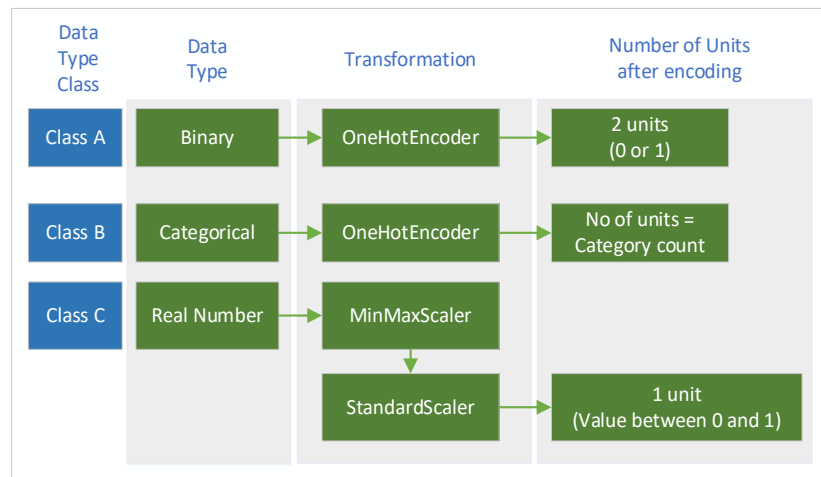 Data
Type
Class
Data
Type
Transformation
Number of Units
after encoding
Class A
Binary
OneHotEncoder
2 units
(0 or 1)
Class B
Categorical
OneHotEncoder
No of units =
Category count
Class C
Real Number
MinMaxScaler
StandardScaler
1 unit
(Value between 0 and 1)